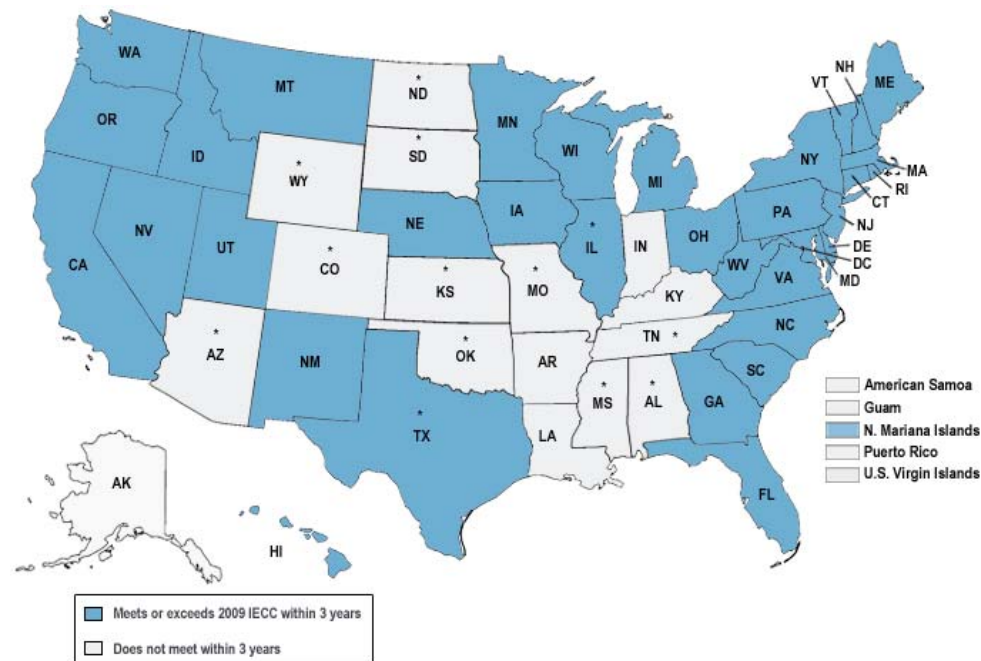 WA
OR
CA
NV
ID
MT
UT
*
WY
*
CO
*
AZ
NM
*
ND
*
SD
NE
*
KS
*
OK
*
TX
MN
IA
*
MO
AR
LA
WI
*
IL
MI
IN
OH
KY
TN *
*
MS
*
AL
GA
FL
SC
NC
VA
WV
PA
NY
VT
NH
ME
MA
RI
CT
NJ
DE
DC
MD
AK
HI
American Samoa
Guam
N. Mariana Islands
Puerto Rico
U.S. Virgin Islands
Meets or exceeds 2009 IECC within 3 years
Does not meet within 3 years